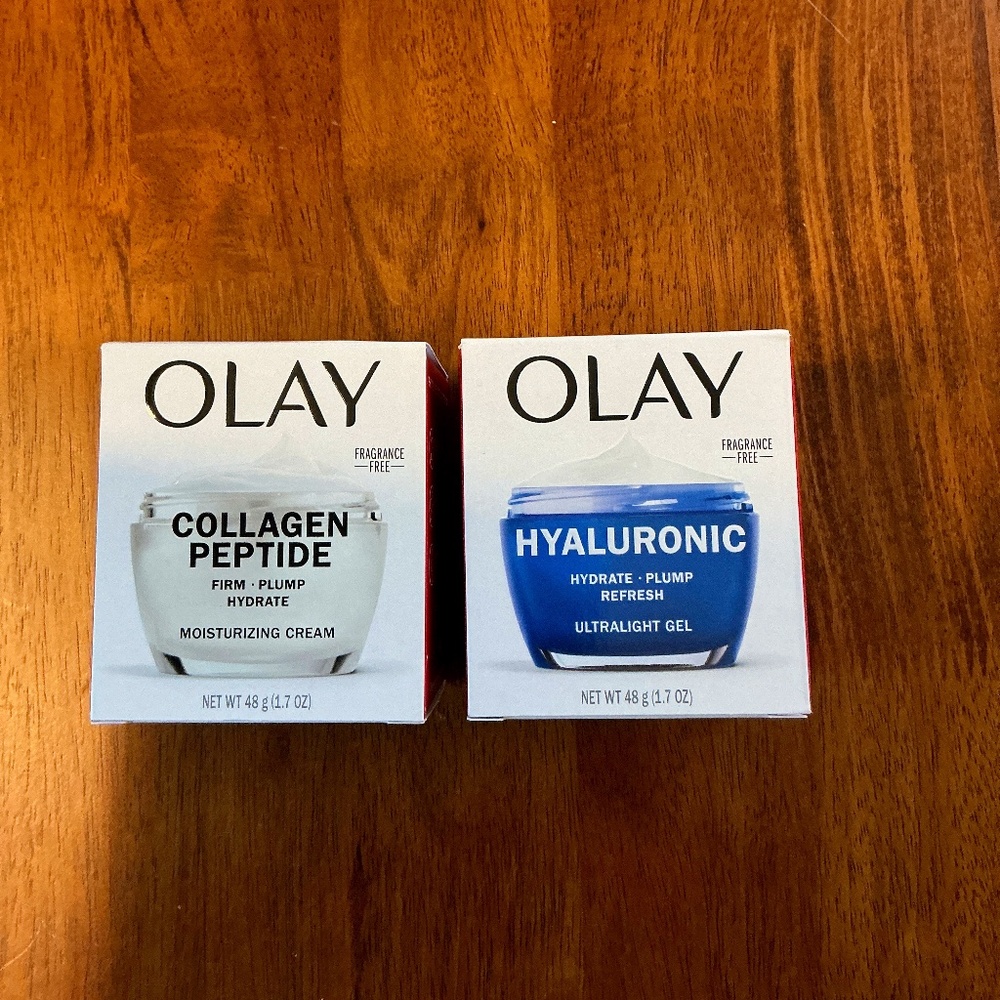 OLAY
FRAGRANCE
FREE
COLLAGEN
PEPTIDE
FIRM · PLUMP
HYDRATE
MOISTURIZING CREAM
NET WT 48 g (1.7 OZ)
OLAY
FRAGRANCE
FREE
HYALURONIC
HYDRATE · PLUMP
REFRESH
ULTRALIGHT GEL
NET WT 48 g (1.7 OZ)